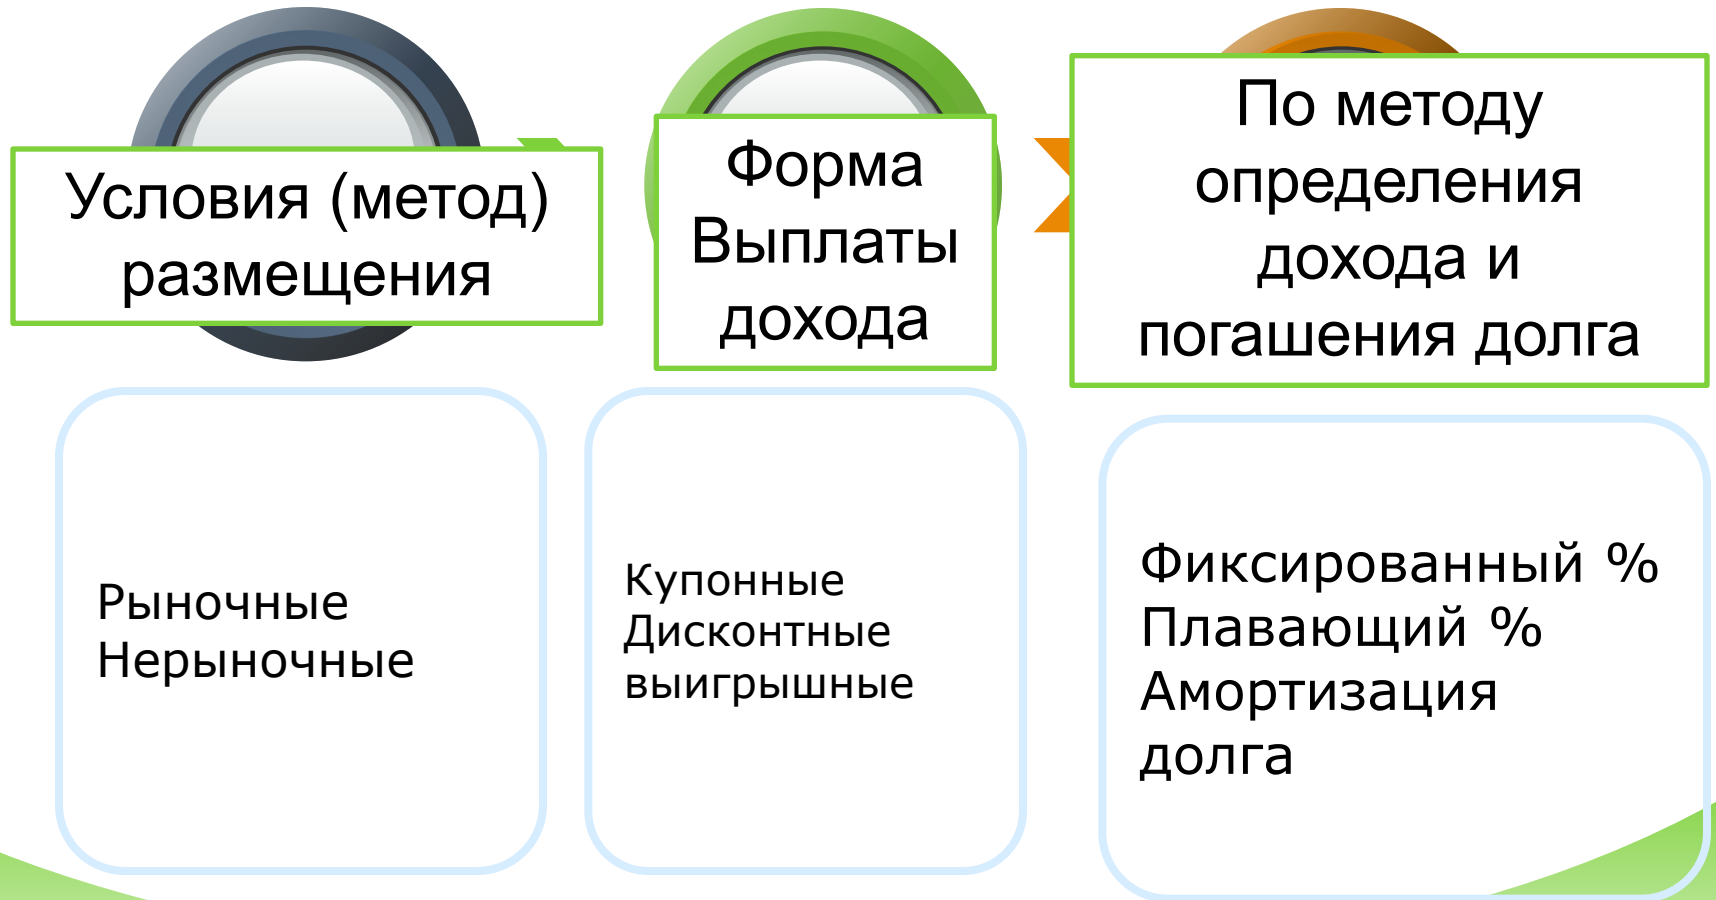 Условия (метод)
размещения
Форма
Выплаты
дохода
По методу
определения
дохода и
погашения долга
Рыночные
Нерыночные
Купонные
Дисконтные
выигрышные
Фиксированный %
Плавающий %
Амортизация
долга